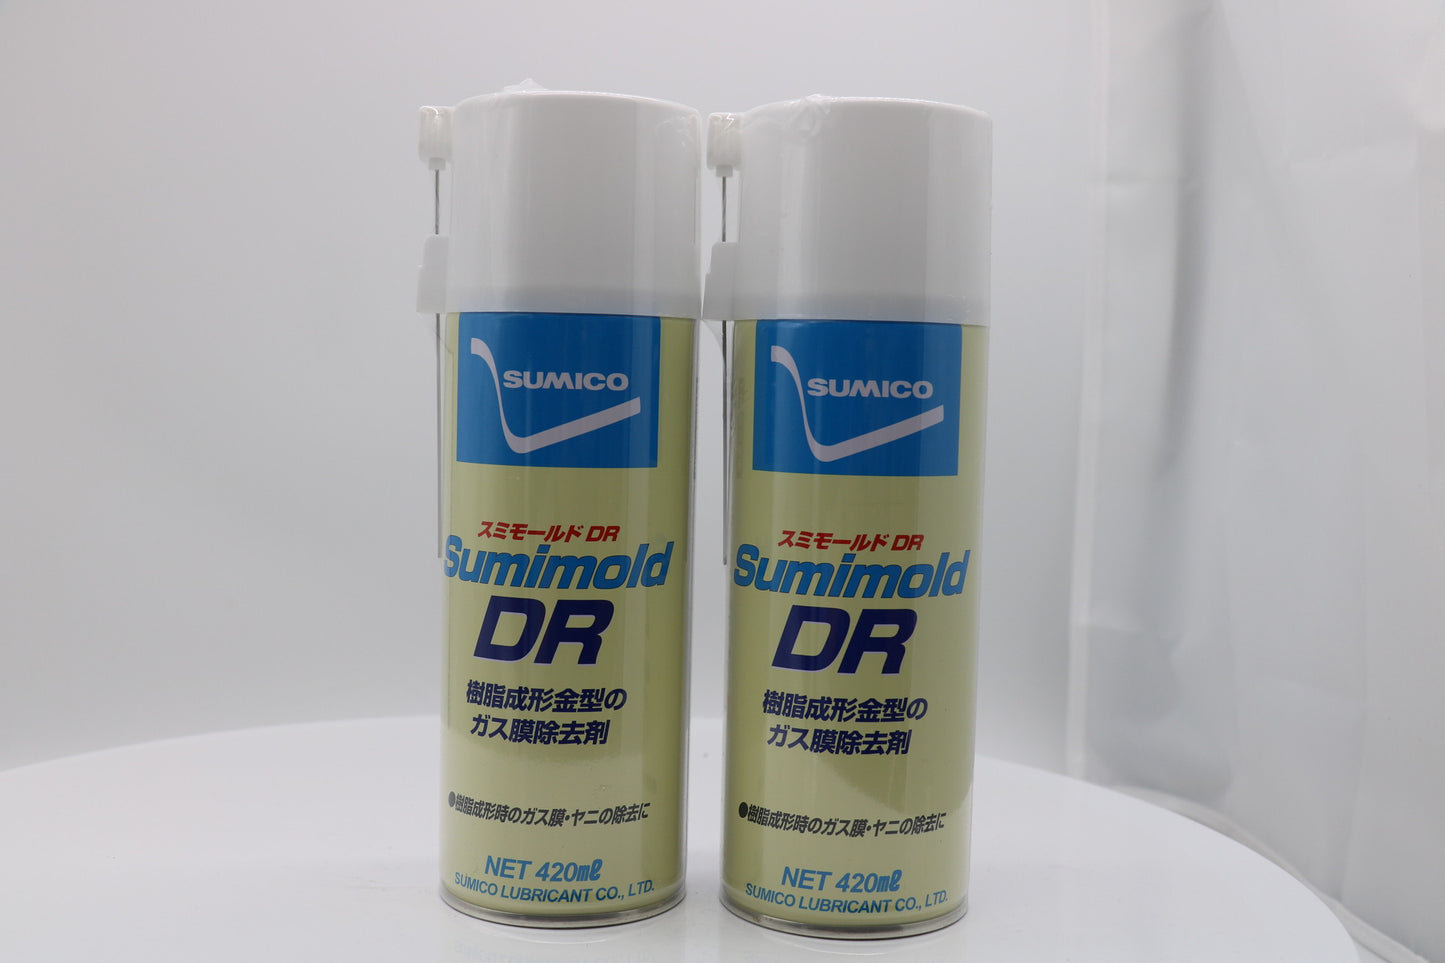 SUMICO
スミモールド DR
Sumimold
DR
樹脂成形金型の
ガス膜除去剤
●樹脂成形時のガス膜・ヤニの除去に
NET 420mℓ
SUMICO LUBRICANT CO., LTD.
SUMICO
スミモールド DR
Sumimold
DR
樹脂成形金型の
ガス膜除去剤
●樹脂成形時のガス膜・ヤニの除去に
NET 420mℓ
SUMICO LUBRICANT CO., LTD.